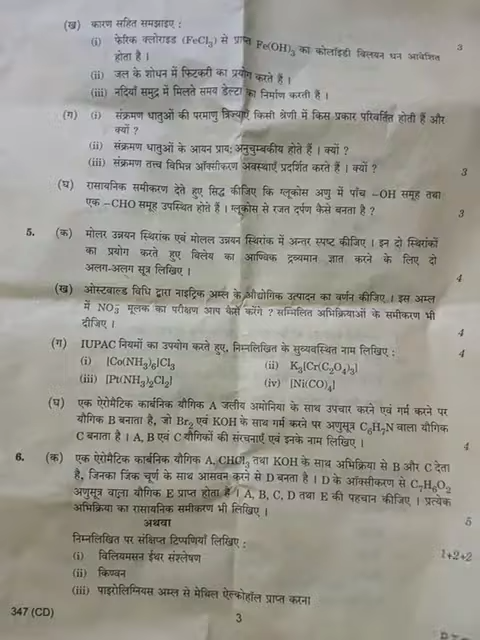 (ख) कारण सहित समझाइए :
(i) फेरिक क्लोराइड (FeCl₃) से प्राप्त Fe(OH)₃ का कोलॉइडी विलयन धन आवेशित
होता है । 3
(ii) जल के शोधन में फिटकरी का प्रयोग करते हैं ।
(iii) नदियाँ समुद्र में मिलते समय डेल्टा का निर्माण करती हैं ।
(ग) (i) संक्रमण धातुओं की परमाणु त्रिज्याएँ किसी श्रेणी में किस प्रकार परिवर्तित होती हैं और
क्यों ?
(ii) संक्रमण धातुओं के आयन प्राय: अनुचुम्बकीय होते हैं । क्यों ?
(iii) संक्रमण तत्त्व विभिन्न ऑक्सीकरण अवस्थाएँ प्रदर्शित करते हैं । क्यों ? 3
(घ) रासायनिक समीकरण देते हुए सिद्ध कीजिए कि ग्लूकोस अणु में पाँच –OH समूह तथा
एक –CHO समूह उपस्थित होते हैं । ग्लूकोस से रजत दर्पण कैसे बनता है ? 3
5. (क) मोलर उन्नयन स्थिरांक एवं मोलल उन्नयन स्थिरांक में अन्तर स्पष्ट कीजिए । इन दो स्थिरांकों
का प्रयोग करते हुए विलेय का आण्विक द्रव्यमान ज्ञात करने के लिए दो
अलग-अलग सूत्र लिखिए । 4
(ख) ओस्टवाल्ड विधि द्वारा नाइट्रिक अम्ल के औद्योगिक उत्पादन का वर्णन कीजिए । इस अम्ल
में NO₃⁻ मूलक का परीक्षण आप कैसे करेंगे ? सम्मिलित अभिक्रियाओं के समीकरण भी
दीजिए । 4
(ग) IUPAC नियमों का उपयोग करते हुए, निम्नलिखित के सुव्यवस्थित नाम लिखिए : 4
(i) [Co(NH₃)₆]Cl₃ (ii) K₃[Cr(C₂O₄)₃]
(iii) [Pt(NH₃)₂Cl₂] (iv) [Ni(CO)₄]
(घ) एक ऐरोमैटिक कार्बनिक यौगिक A जलीय अमोनिया के साथ उपचार करने एवं गर्म करने पर
यौगिक B बनाता है, जो Br₂ एवं KOH के साथ गर्म करने पर अणुसूत्र C₆H₇N वाला यौगिक
C बनाता है । A, B एवं C यौगिकों की संरचनाएँ एवं इनके नाम लिखिए । 4
6. (क) एक ऐरोमैटिक कार्बनिक यौगिक A, CHCl₃ तथा KOH के साथ अभिक्रिया से B और C देता
है, जिनका जिंक चूर्ण के साथ आसवन करने से D बनता है । D के ऑक्सीकरण से C₇H₆O₂
अणुसूत्र वाला यौगिक E प्राप्त होता है । A, B, C, D तथा E की पहचान कीजिए । प्रत्येक
अभिक्रिया का रासायनिक समीकरण भी लिखिए । 5
अथवा
निम्नलिखित पर संक्षिप्त टिप्पणियाँ लिखिए : 1+2+2
(i) विलियमसन ईथर संश्लेषण
(ii) किण्वन
(iii) पाइरोलिग्नियस अम्ल से मेथिल ऐल्कोहॉल प्राप्त करना
347 (CD) 3